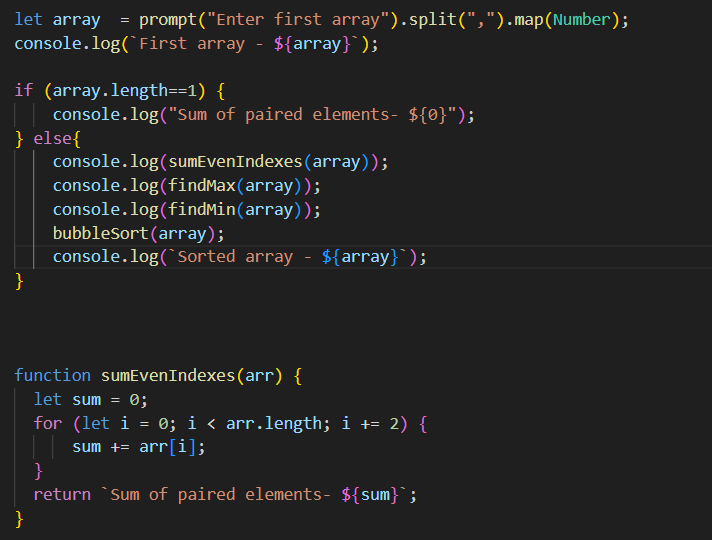 let array  = prompt("Enter first array").split(",").map(Number);
console.log(`First array - ${array}`);
if (array.length==1) {
    console.log("Sum of paired elements- ${0}");
} else{
    console.log(sumEvenIndexes(array));
    console.log(findMax(array));
    console.log(findMin(array));
    bubbleSort(array);
    console.log(`Sorted array - ${array}`);
}
function sumEvenIndexes(arr) {
  let sum = 0;
  for (let i = 0; i < arr.length; i += 2) {
      sum += arr[i];
  }
  return `Sum of paired elements- ${sum}`;
}